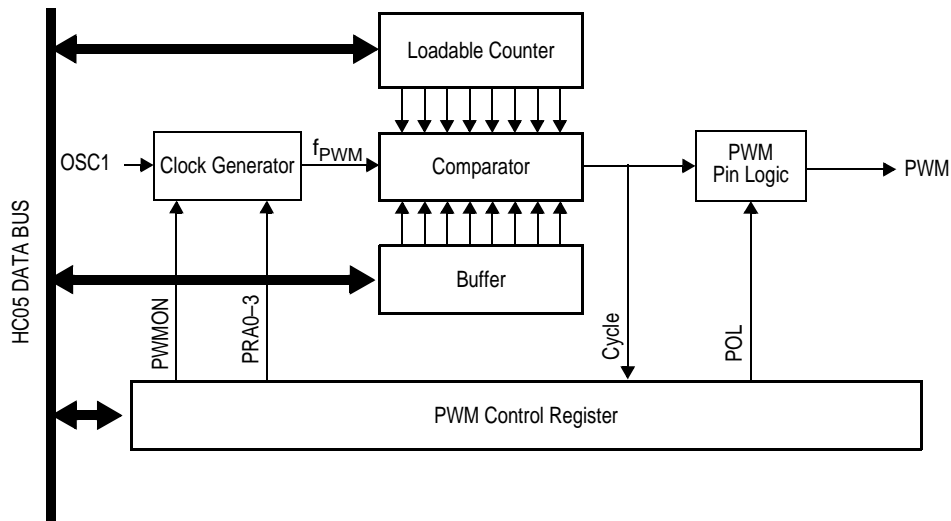 Loadable Counter
OSC1
Clock Generator
fPWM
Comparator
PWM
Pin Logic
PWM
HC05 DATA BUS
Buffer
PWMON
PRA0–3
Cycle
POL
PWM Control Register